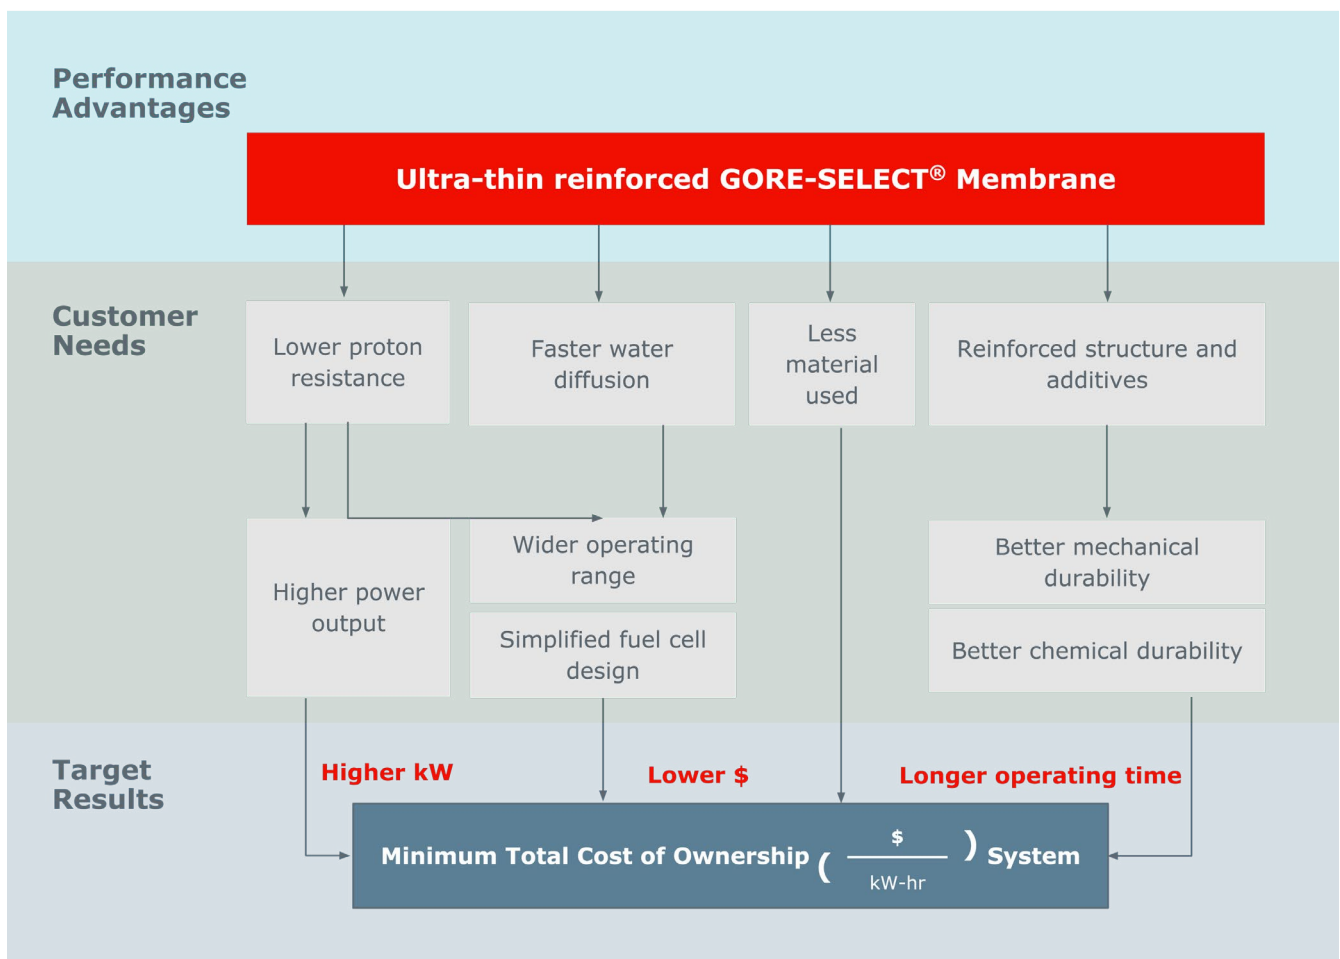 Performance
Advantages
Ultra-thin reinforced GORE-SELECT® Membrane
Customer
Needs
Lower proton
resistance
Faster water
diffusion
Less
material
used
Reinforced structure and
additives
Higher power
output
Wider operating
range
Simplified fuel cell
design
Better mechanical
durability
Better chemical durability
Target
Results
Higher kW
Lower $
Longer operating time
Minimum Total Cost of Ownership ( $ / kW-hr ) System